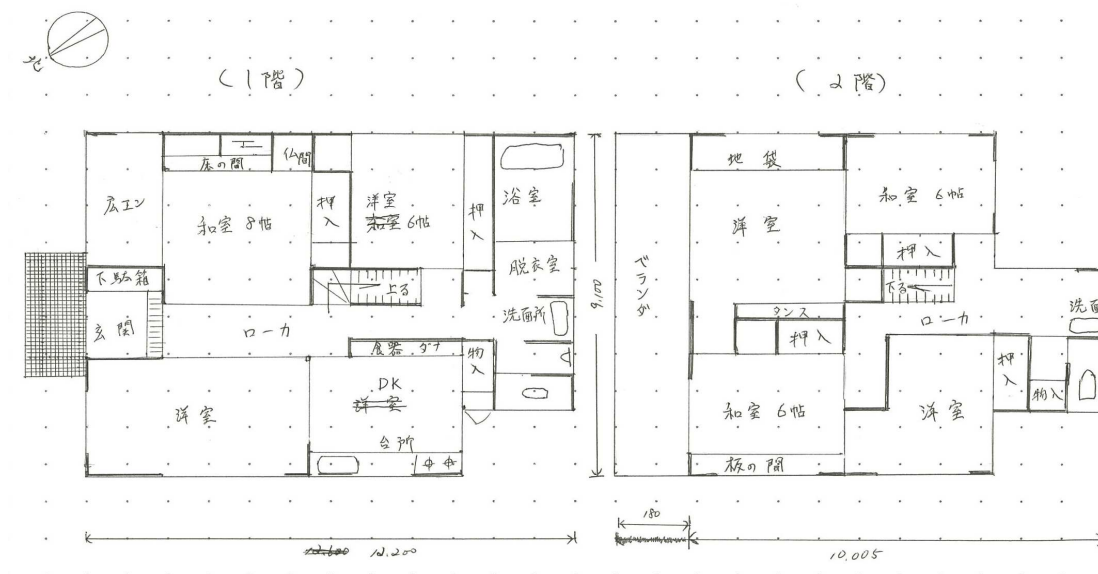 北
(1階)
(2階)
床の間
仏間
広エン
和室 8帖
押入
洋室
和室 6帖
押入
浴室
下駄箱
上る
脱衣室
玄関
ローカ
洗面所
食器ダナ
物入
洋室
DK
洋室
台所
12.600 12.200
9,100
ベランダ
地袋
和室 6帖
洋室
押入
下る
タンス
押入
ローカ
洗面
和室 6帖
洋室
押入
物入
板の間
180
10.005